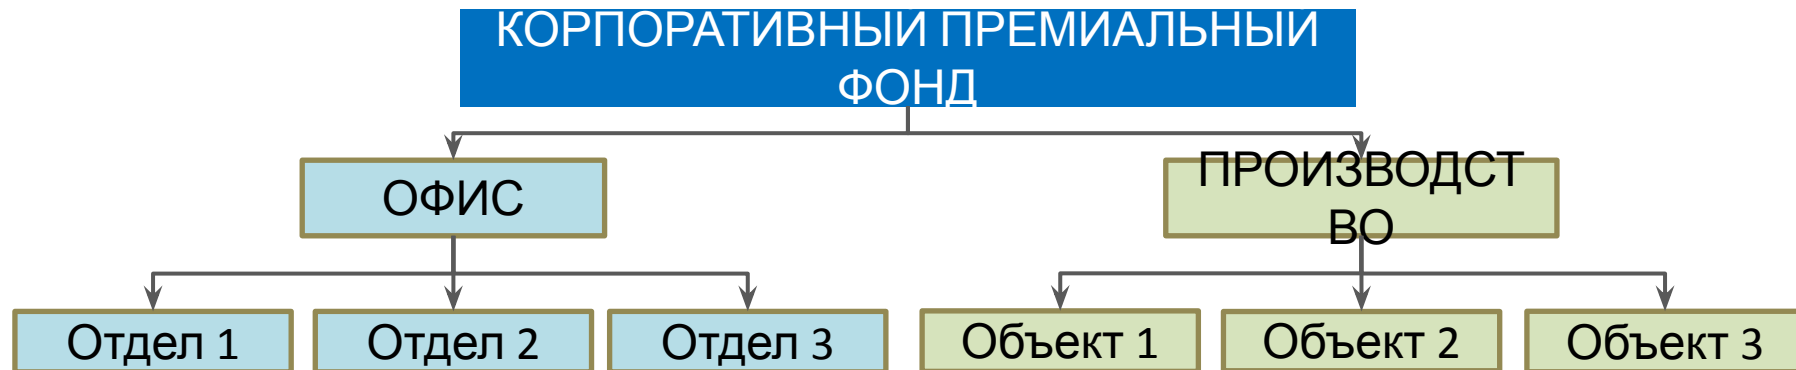 КОРПОРАТИВНЫЙ ПРЕМИАЛЬНЫЙ
ФОНД
ОФИС
ПРОИЗВОДСТ
ВО
Отдел 1
Отдел 2
Отдел 3
Объект 1
Объект 2
Объект 3